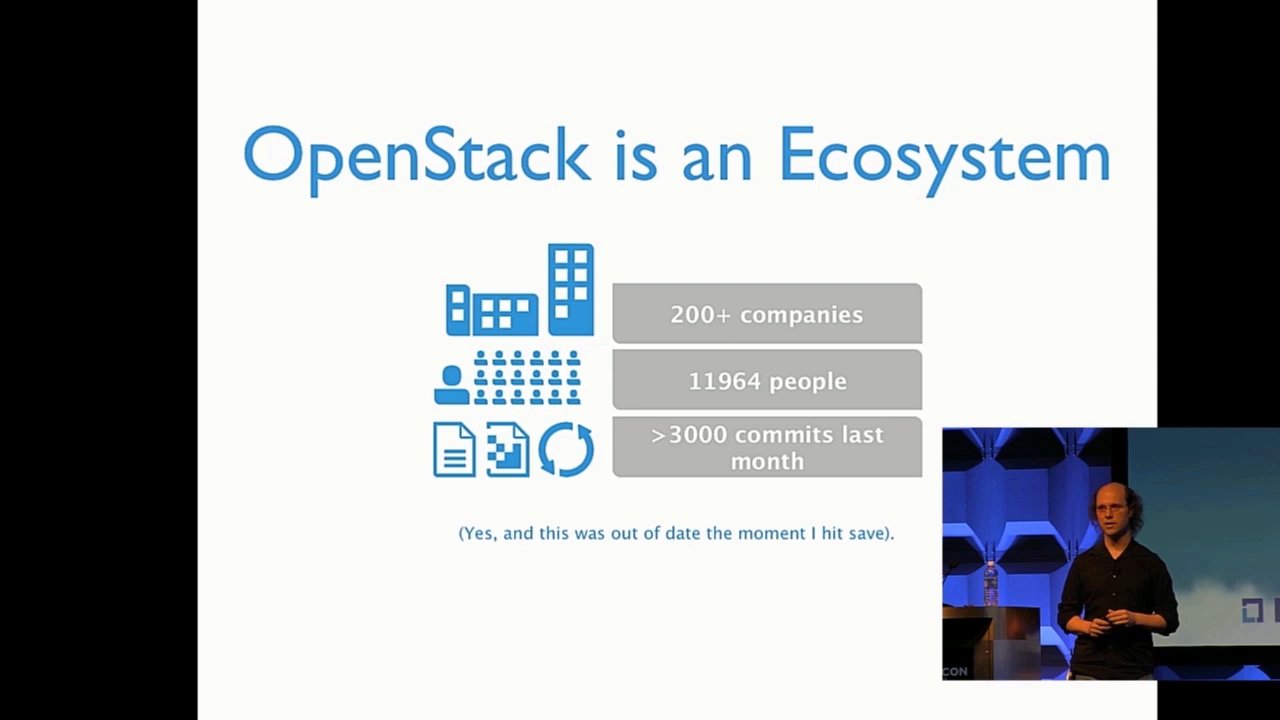 OpenStack is an Ecosystem
200+ companies
11964 people
>3000 commits last
month
(Yes, and this was out of date the moment I hit save).
CON